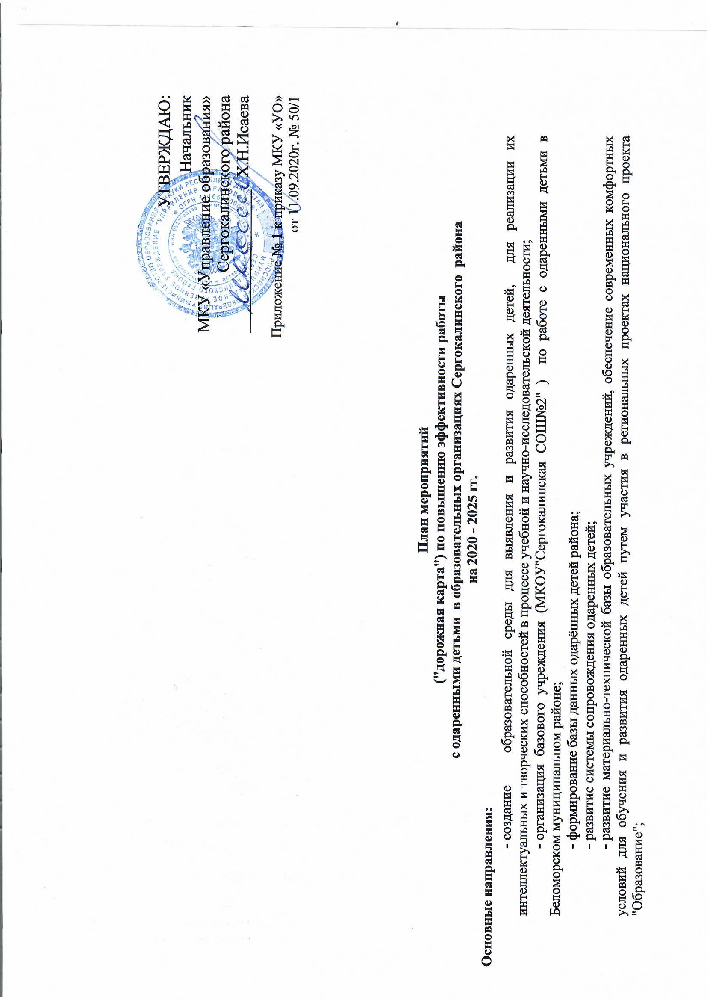 УТВЕРЖДАЮ:
Начальник
МКУ «Управление образования»
Сергокалинского района
Х.Н.Исаева
Приложение № 1 к приказу МКУ «УО»
от 11.09.2020г. № 50/1
План мероприятий
("дорожная карта") по повышению эффективности работы
с одаренными детьми в образовательных организациях Сергокалинского района
на 2020 - 2025 гг.
Основные направления:
- создание образовательной среды для выявления и развития одаренных детей, для реализации их
интеллектуальных и творческих способностей в процессе учебной и научно-исследовательской деятельности;
- организация базового учреждения (МКОУ"Сергокалинская СОШ№2" ) по работе с одаренными детьми в
Беломорском муниципальном районе;
- формирование базы данных одарённых детей района;
- развитие системы сопровождения одаренных детей;
- развитие материально-технической базы образовательных учреждений, обеспечение современных комфортных
условий для обучения и развития одаренных детей путем участия в региональных проектах национального проекта
"Образование";